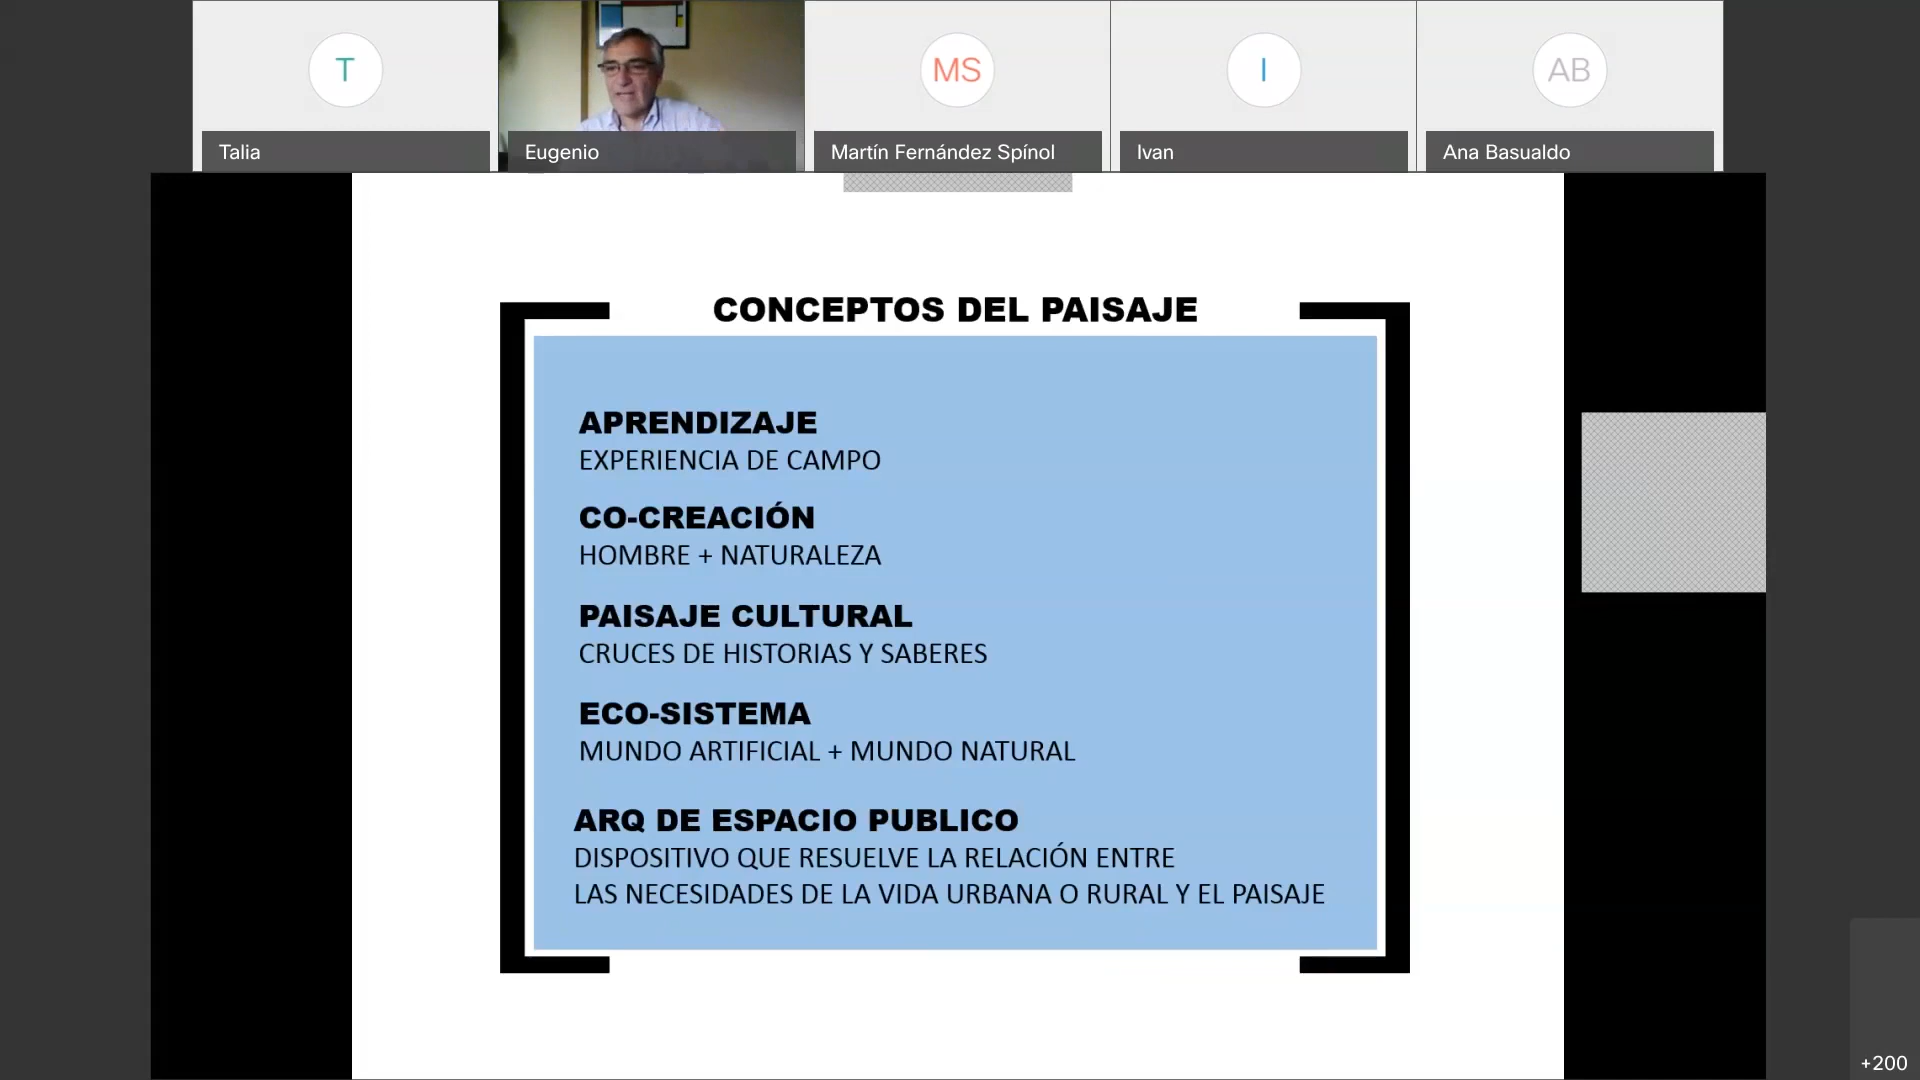 T
MS
I
AB
Talia
Eugenio
Martín Fernández Spínol
Ivan
Ana Basualdo
CONCEPTOS DEL PAISAJE
APRENDIZAJE
EXPERIENCIA DE CAMPO
CO-CREACIÓN
HOMBRE + NATURALEZA
PAISAJE CULTURAL
CRUCES DE HISTORIAS Y SABERES
ECO-SISTEMA
MUNDO ARTIFICIAL + MUNDO NATURAL
ARQ DE ESPACIO PUBLICO
DISPOSITIVO QUE RESUELVE LA RELACIÓN ENTRE
LAS NECESIDADES DE LA VIDA URBANA O RURAL Y EL PAISAJE
+200